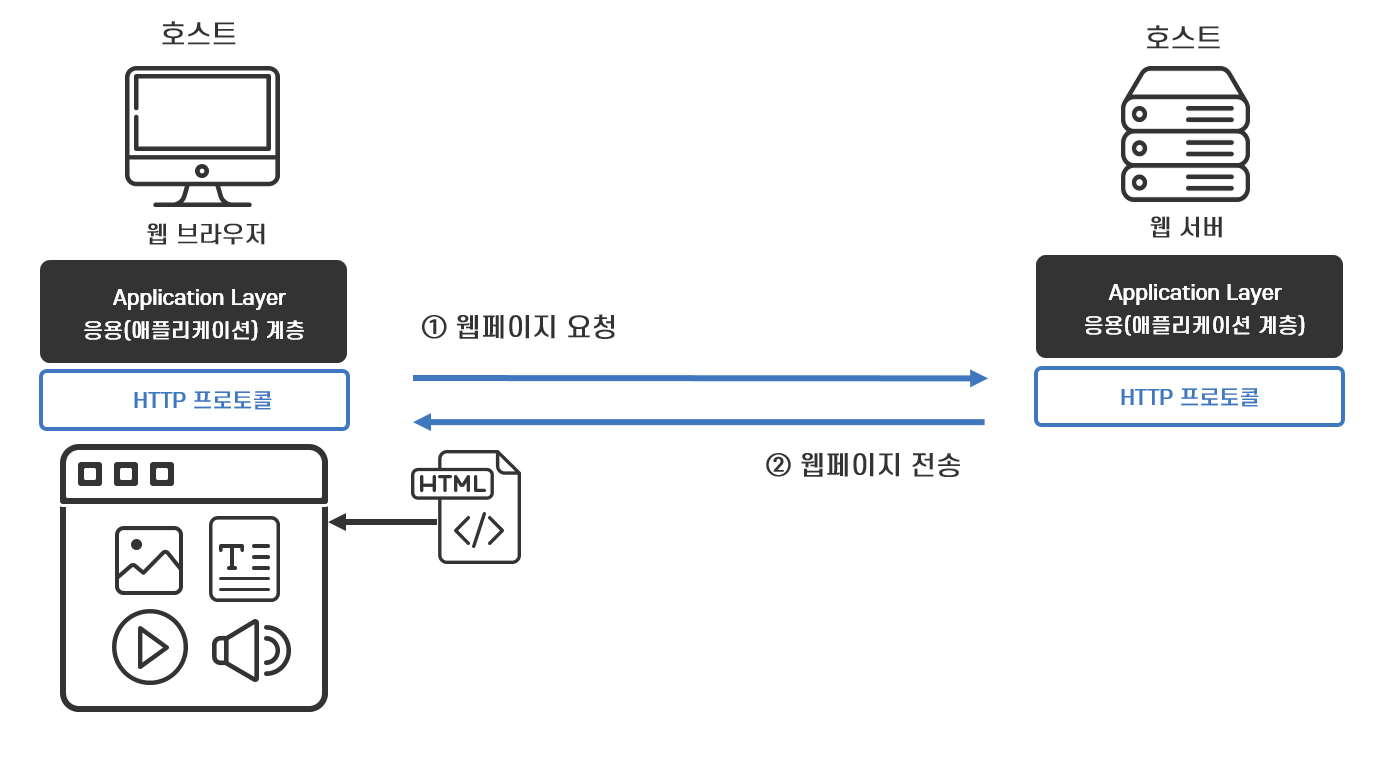 호스트
웹 브라우저
Application Layer
응용(애플리케이션) 계층
HTTP 프로토콜
① 웹페이지 요청
② 웹페이지 전송
HTML
</>
T
호스트
웹 서버
Application Layer
응용(애플리케이션 계층)
HTTP 프로토콜